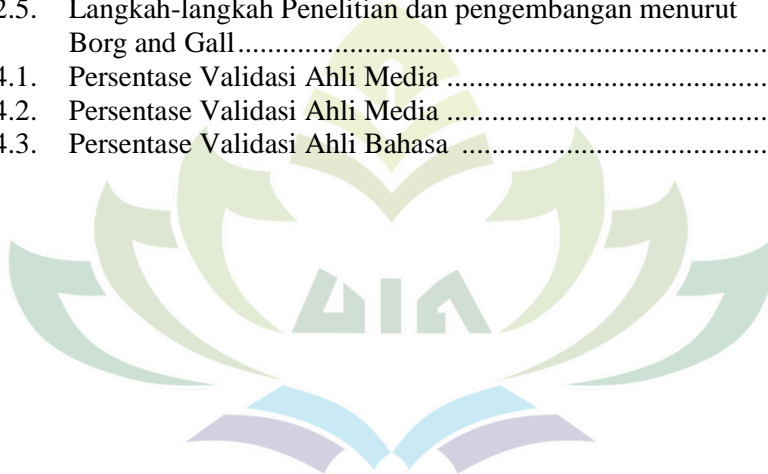 2.5. Langkah-langkah Penelitian dan pengembangan menurut
Borg and Gall......................................................................................
4.1. Persentase Validasi Ahli Media ....................................................
4.2. Persentase Validasi Ahli Media ....................................................
4.3. Persentase Validasi Ahli Bahasa ..................................................
UIN